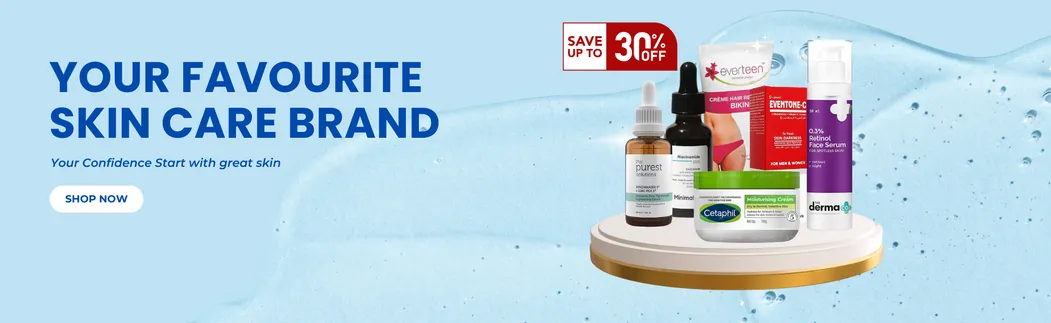 YOUR FAVOURITE
SKIN CARE BRAND
Your Confidence Start with great skin
SHOP NOW
SAVE
UP TO
30%
OFF
everteen
CRÈME HAIR RE
BIKIN
EVENTONE-C
SKIN DARKNESS
FOR MEN & WOMEN
the
purest
solutions
Niacinamide
Minimal
Cetaphil
Moisturising Cream
0.3%
Retinol
Face Serum
the
derma
co